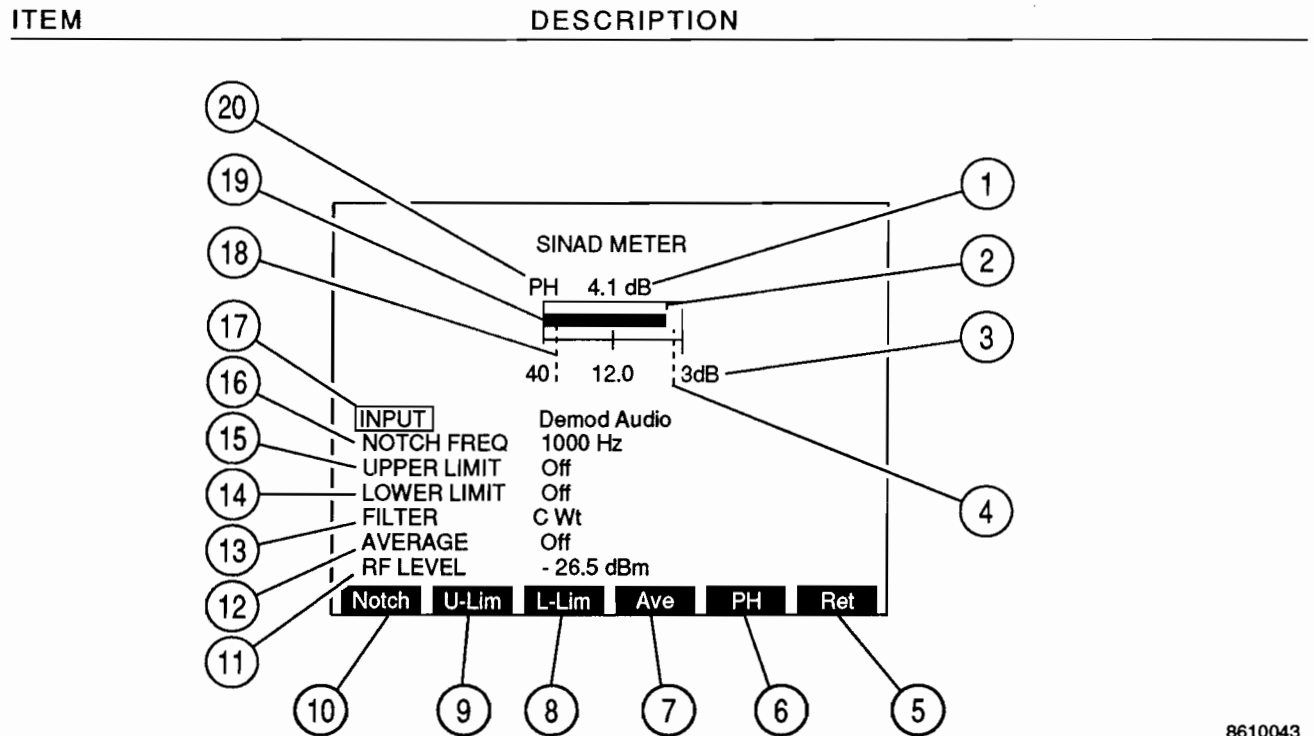 ITEM DESCRIPTION
20
19
1
SINAD METER
18
2
PH 4.1 dB
17
3
40 12.0 3dB
16
INPUT Demod Audio
NOTCH FREQ 1000 Hz
15
UPPER LIMIT Off
14
LOWER LIMIT Off
4
FILTER C Wt
13
AVERAGE Off
RF LEVEL - 26.5 dBm
12
Notch U-Lim L-Lim Ave PH Ret
11
10 9 8 7 6 5
8610043